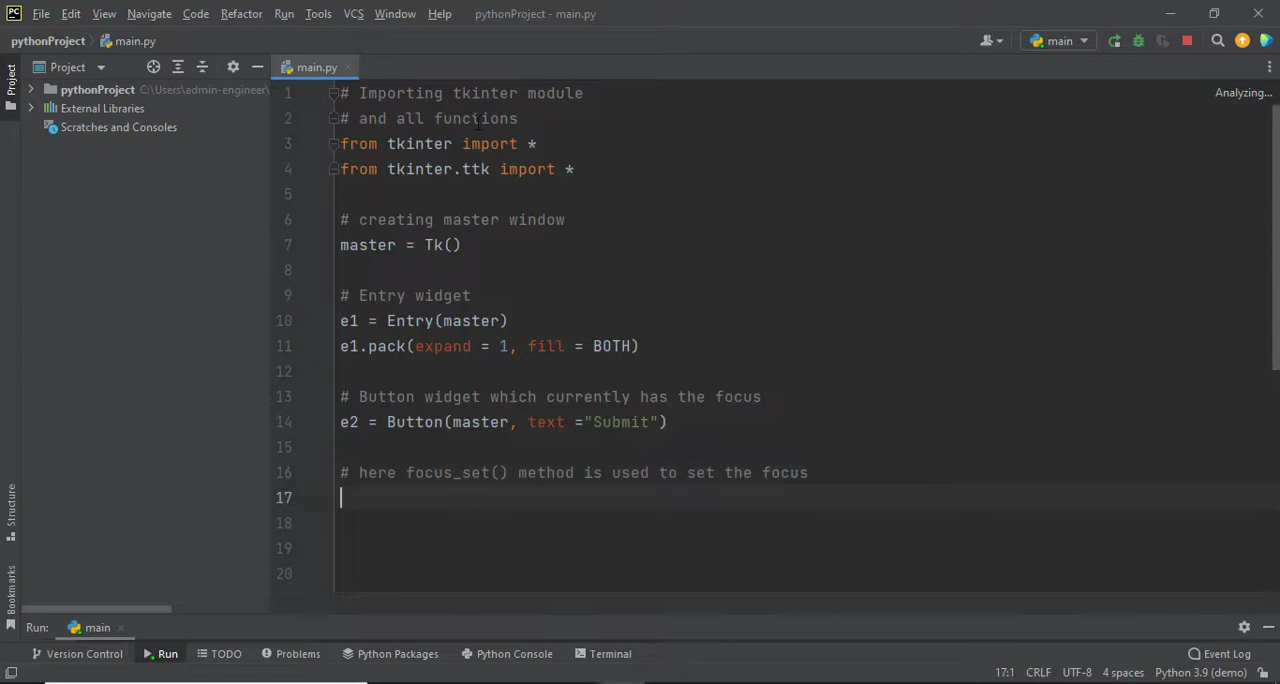 PC File Edit View Navigate Code Refactor Run Tools VCS Window Help pythonProject - main.py
pythonProject main.py main
Project main.py
Project
pythonProject C:\Users\admin-engineer\
External Libraries
Scratches and Consoles
Analyzing...
1 # Importing tkinter module
2 # and all functions
3 from tkinter import *
4 from tkinter.ttk import *
5
6 # creating master window
7 master = Tk()
8
9 # Entry widget
10 e1 = Entry(master)
11 e1.pack(expand = 1, fill = BOTH)
12
13 # Button widget which currently has the focus
14 e2 = Button(master, text ="Submit")
15
16 # here focus_set() method is used to set the focus
17
18
19
20
Structure
Bookmarks
Run: main
Version Control Run TODO Problems Python Packages Python Console Terminal Event Log
17:1 CRLF UTF-8 4 spaces Python 3.9 (demo)